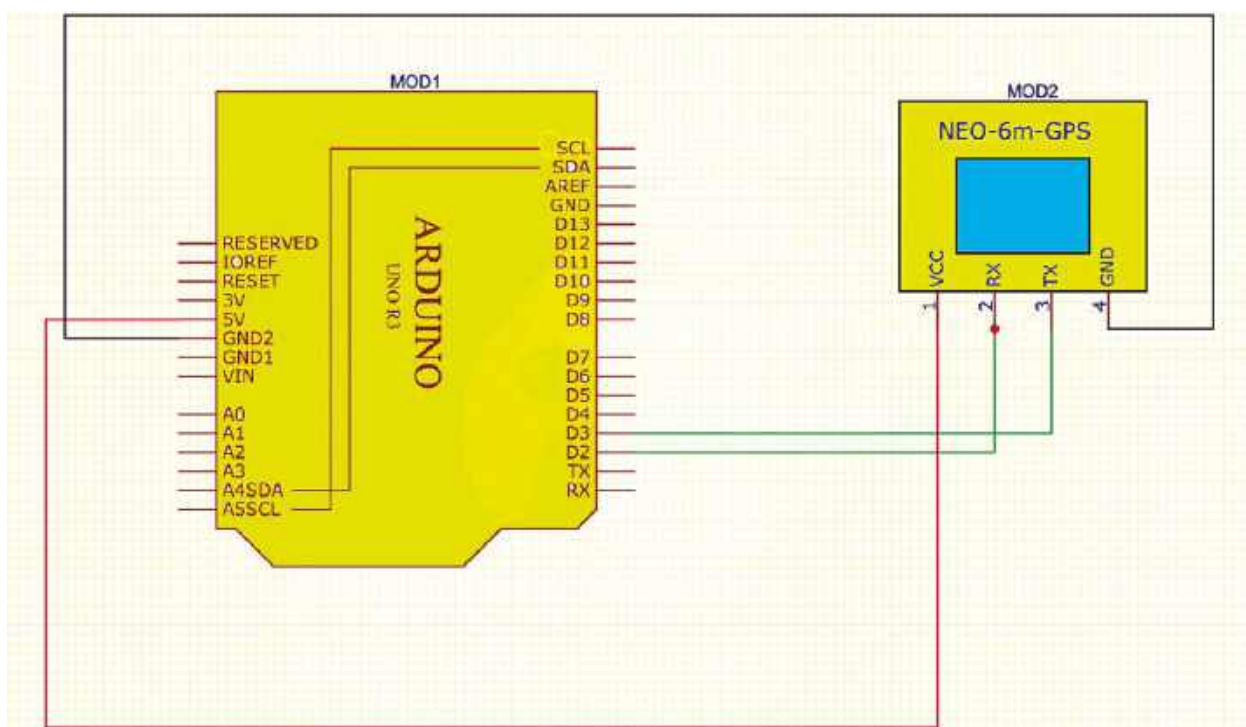 MOD1
SCL
SDA
AREF
GND
D13
D12
D11
D10
D9
D8
D7
D6
D5
D4
D3
D2
TX
RX
RESERVED
IOREF
RESET
3V
5V
GND2
GND1
VIN
A0
A1
A2
A3
A4SDA
A5SCL
ARDUINO
UNO R3
MOD2
NEO-6m-GPS
VCC
RX
TX
GND
1
2
3
4